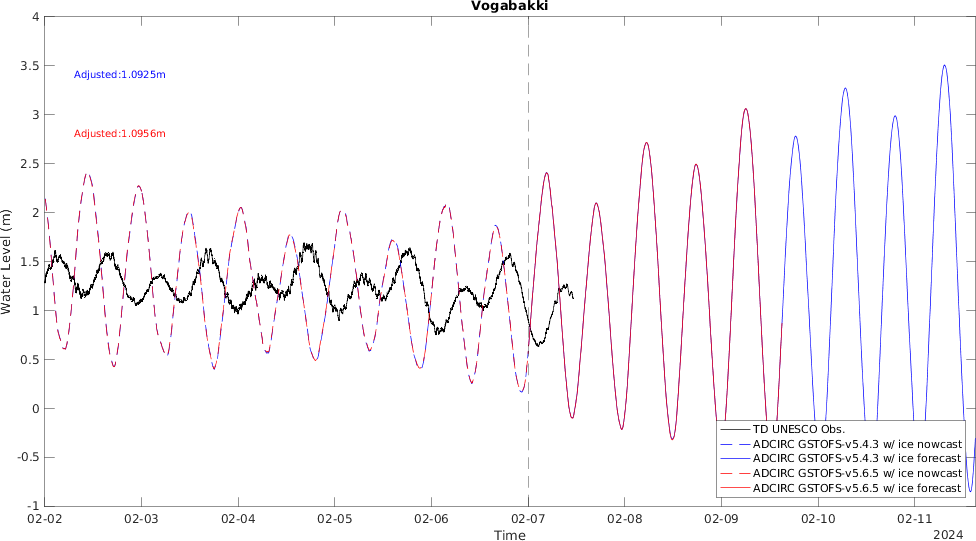 Vogabakki
4
3.5
3
2.5
2
1.5
1
0.5
0
-0.5
-1
Water Level (m)
Adjusted:1.0925m
Adjusted:1.0956m
TD UNESCO Obs.
ADCIRC GSTOFS-v5.4.3 w/ ice nowcast
ADCIRC GSTOFS-v5.4.3 w/ ice forecast
ADCIRC GSTOFS-v5.6.5 w/ ice nowcast
ADCIRC GSTOFS-v5.6.5 w/ ice forecast
02-02 02-03 02-04 02-05 02-06 02-07 02-08 02-09 02-10 02-11
Time
2024